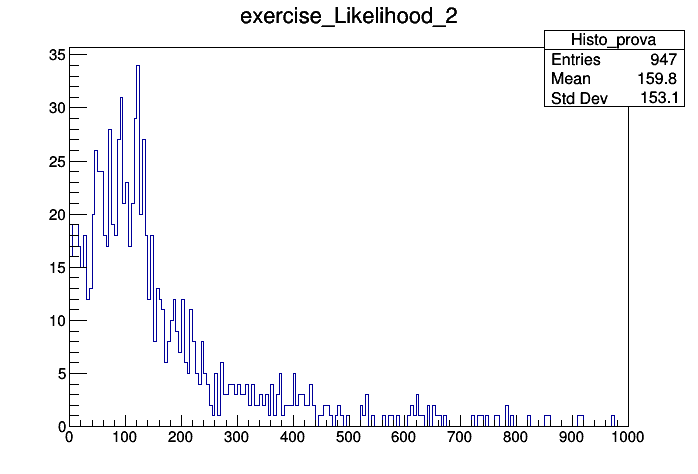 exercise_Likelihood_2
Histo_prova
Entries 947
Mean 159.8
Std Dev 153.1
35
30
25
20
15
10
5
0
0 100 200 300 400 500 600 700 800 900 1000